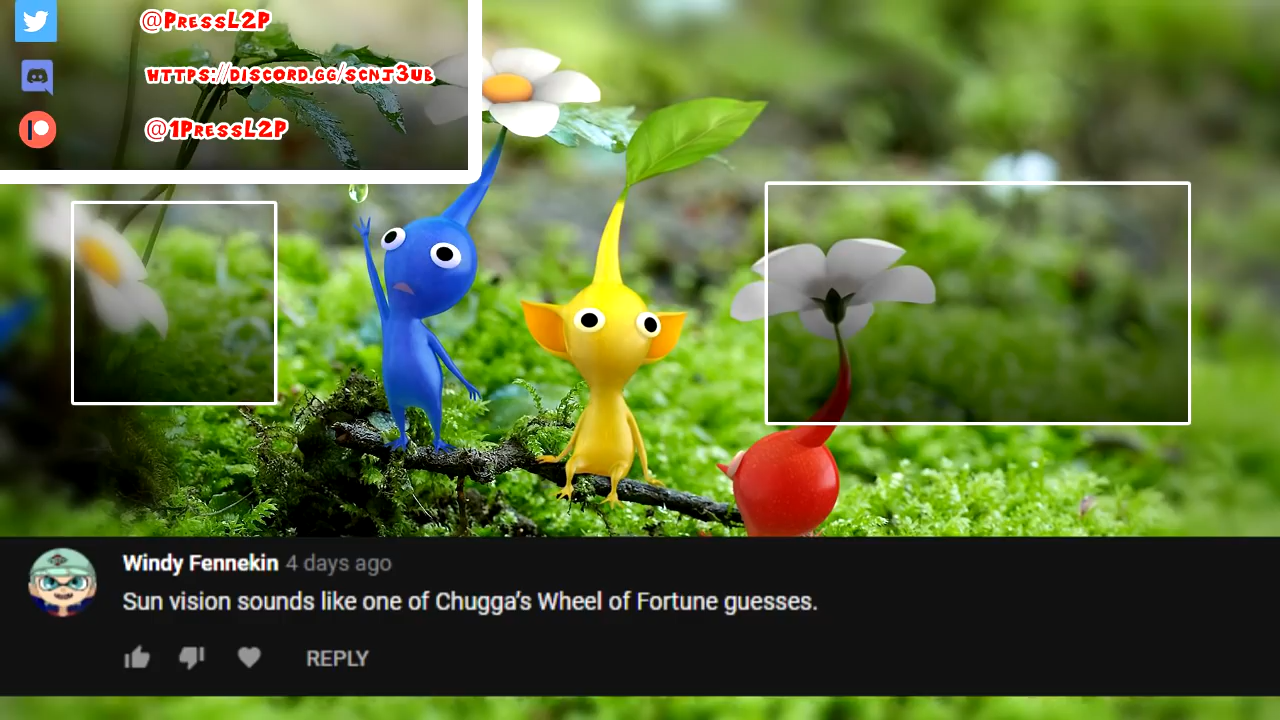 @PressL2P
https://discord.gg/scNJ3ub
@1PressL2P
Windy Fennekin 4 days ago
Sun vision sounds like one of Chugga's Wheel of Fortune guesses.
REPLY